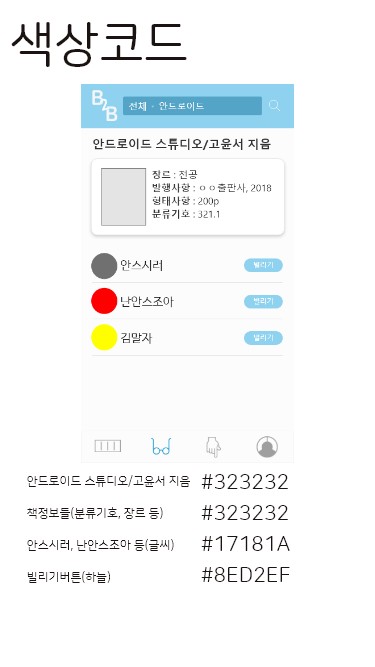 색상코드
B2B
전체 · 안드로이드
안드로이드 스튜디오/고윤서 지음
장르 : 전공
발행사항 : ㅇㅇ출판사, 2018
형태사항 : 200p
분류기호 : 321.1
안스시러 빌리기
난안스조아 빌리기
김말자 빌리기
안드로이드 스튜디오/고윤서 지음 #323232
책정보들(분류기호, 장르 등) #323232
안스시러, 난안스조아 등(글씨) #17181A
빌리기버튼(하늘) #8ED2EF